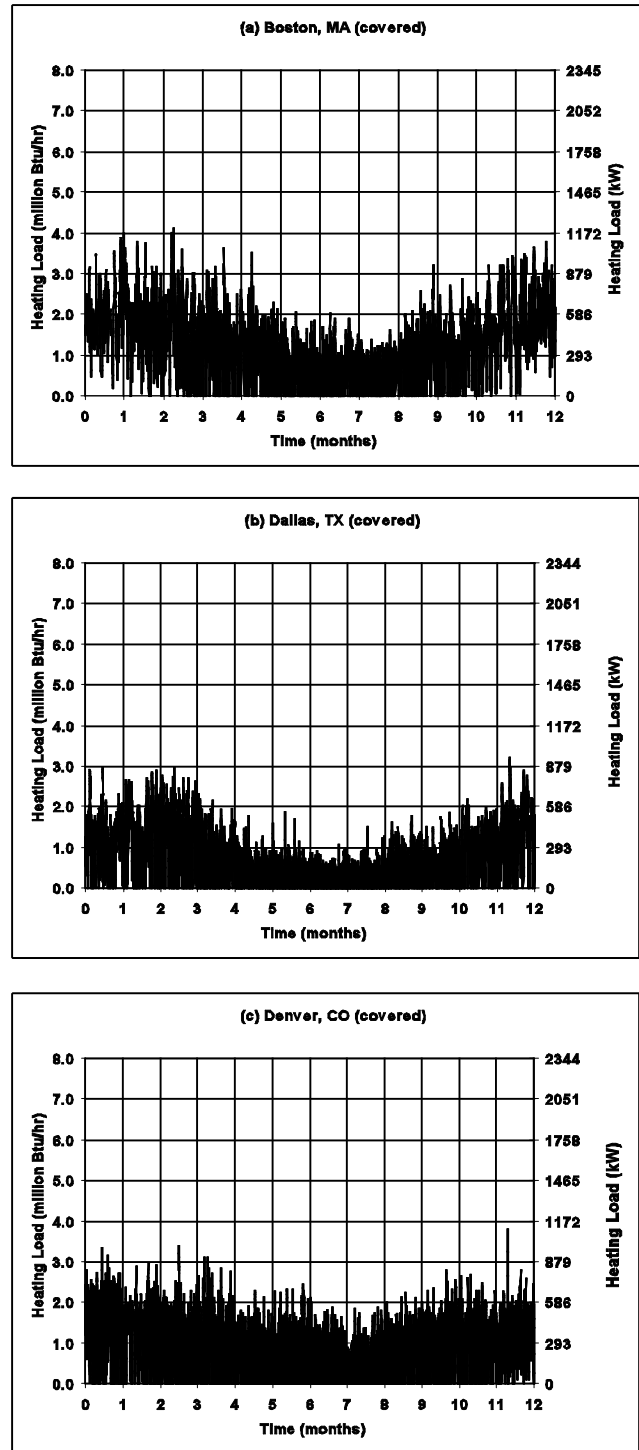 (a) Boston, MA (covered)
Heating Load (million Btu/hr)
8.0 2345
7.0 2052
6.0 1758
5.0 1465
4.0 1172
3.0 879
2.0 586
1.0 293
0.0 0
Heating Load (kW)
0 1 2 3 4 5 6 7 8 9 10 11 12
Time (months)
(b) Dallas, TX (covered)
Heating Load (million Btu/hr)
8.0 2344
7.0 2051
6.0 1758
5.0 1465
4.0 1172
3.0 879
2.0 586
1.0 293
0.0 0
Heating Load (kW)
0 1 2 3 4 5 6 7 8 9 10 11 12
Time (months)
(c) Denver, CO (covered)
Heating Load (million Btu/hr)
8.0 2344
7.0 2051
6.0 1758
5.0 1465
4.0 1172
3.0 879
2.0 586
1.0 293
0.0 0
Heating Load (kW)
0 1 2 3 4 5 6 7 8 9 10 11 12
Time (months)